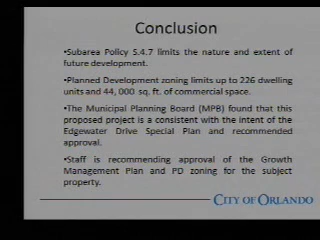 Conclusion
•Subarea Policy S.4.7 limits the nature and extent of
future development.
•Planned Development zoning limits up to 226 dwelling
units and 44, 000 sq. ft. of commercial space.
•The Municipal Planning Board (MPB) found that this
proposed project is a consistent with the intent of the
Edgewater Drive Special Plan and recommended
approval.
•Staff is recommending approval of the Growth
Management Plan and PD zoning for the subject
property.
CITY OF ORLANDO